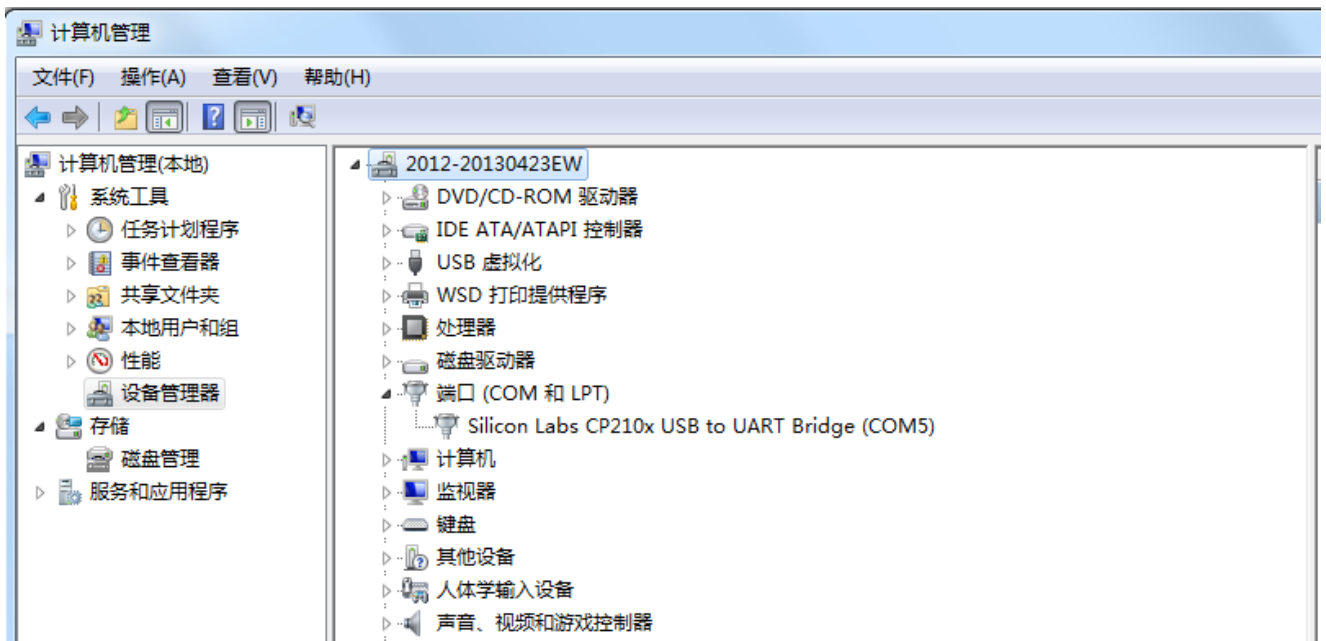 计算机管理
文件(F) 操作(A) 查看(V) 帮助(H)
计算机管理(本地)
系统工具
任务计划程序
事件查看器
共享文件夹
本地用户和组
性能
设备管理器
存储
磁盘管理
服务和应用程序
2012-20130423EW
DVD/CD-ROM 驱动器
IDE ATA/ATAPI 控制器
USB 虚拟化
WSD 打印提供程序
处理器
磁盘驱动器
端口 (COM 和 LPT)
Silicon Labs CP210x USB to UART Bridge (COM5)
计算机
监视器
键盘
其他设备
人体学输入设备
声音、视频和游戏控制器